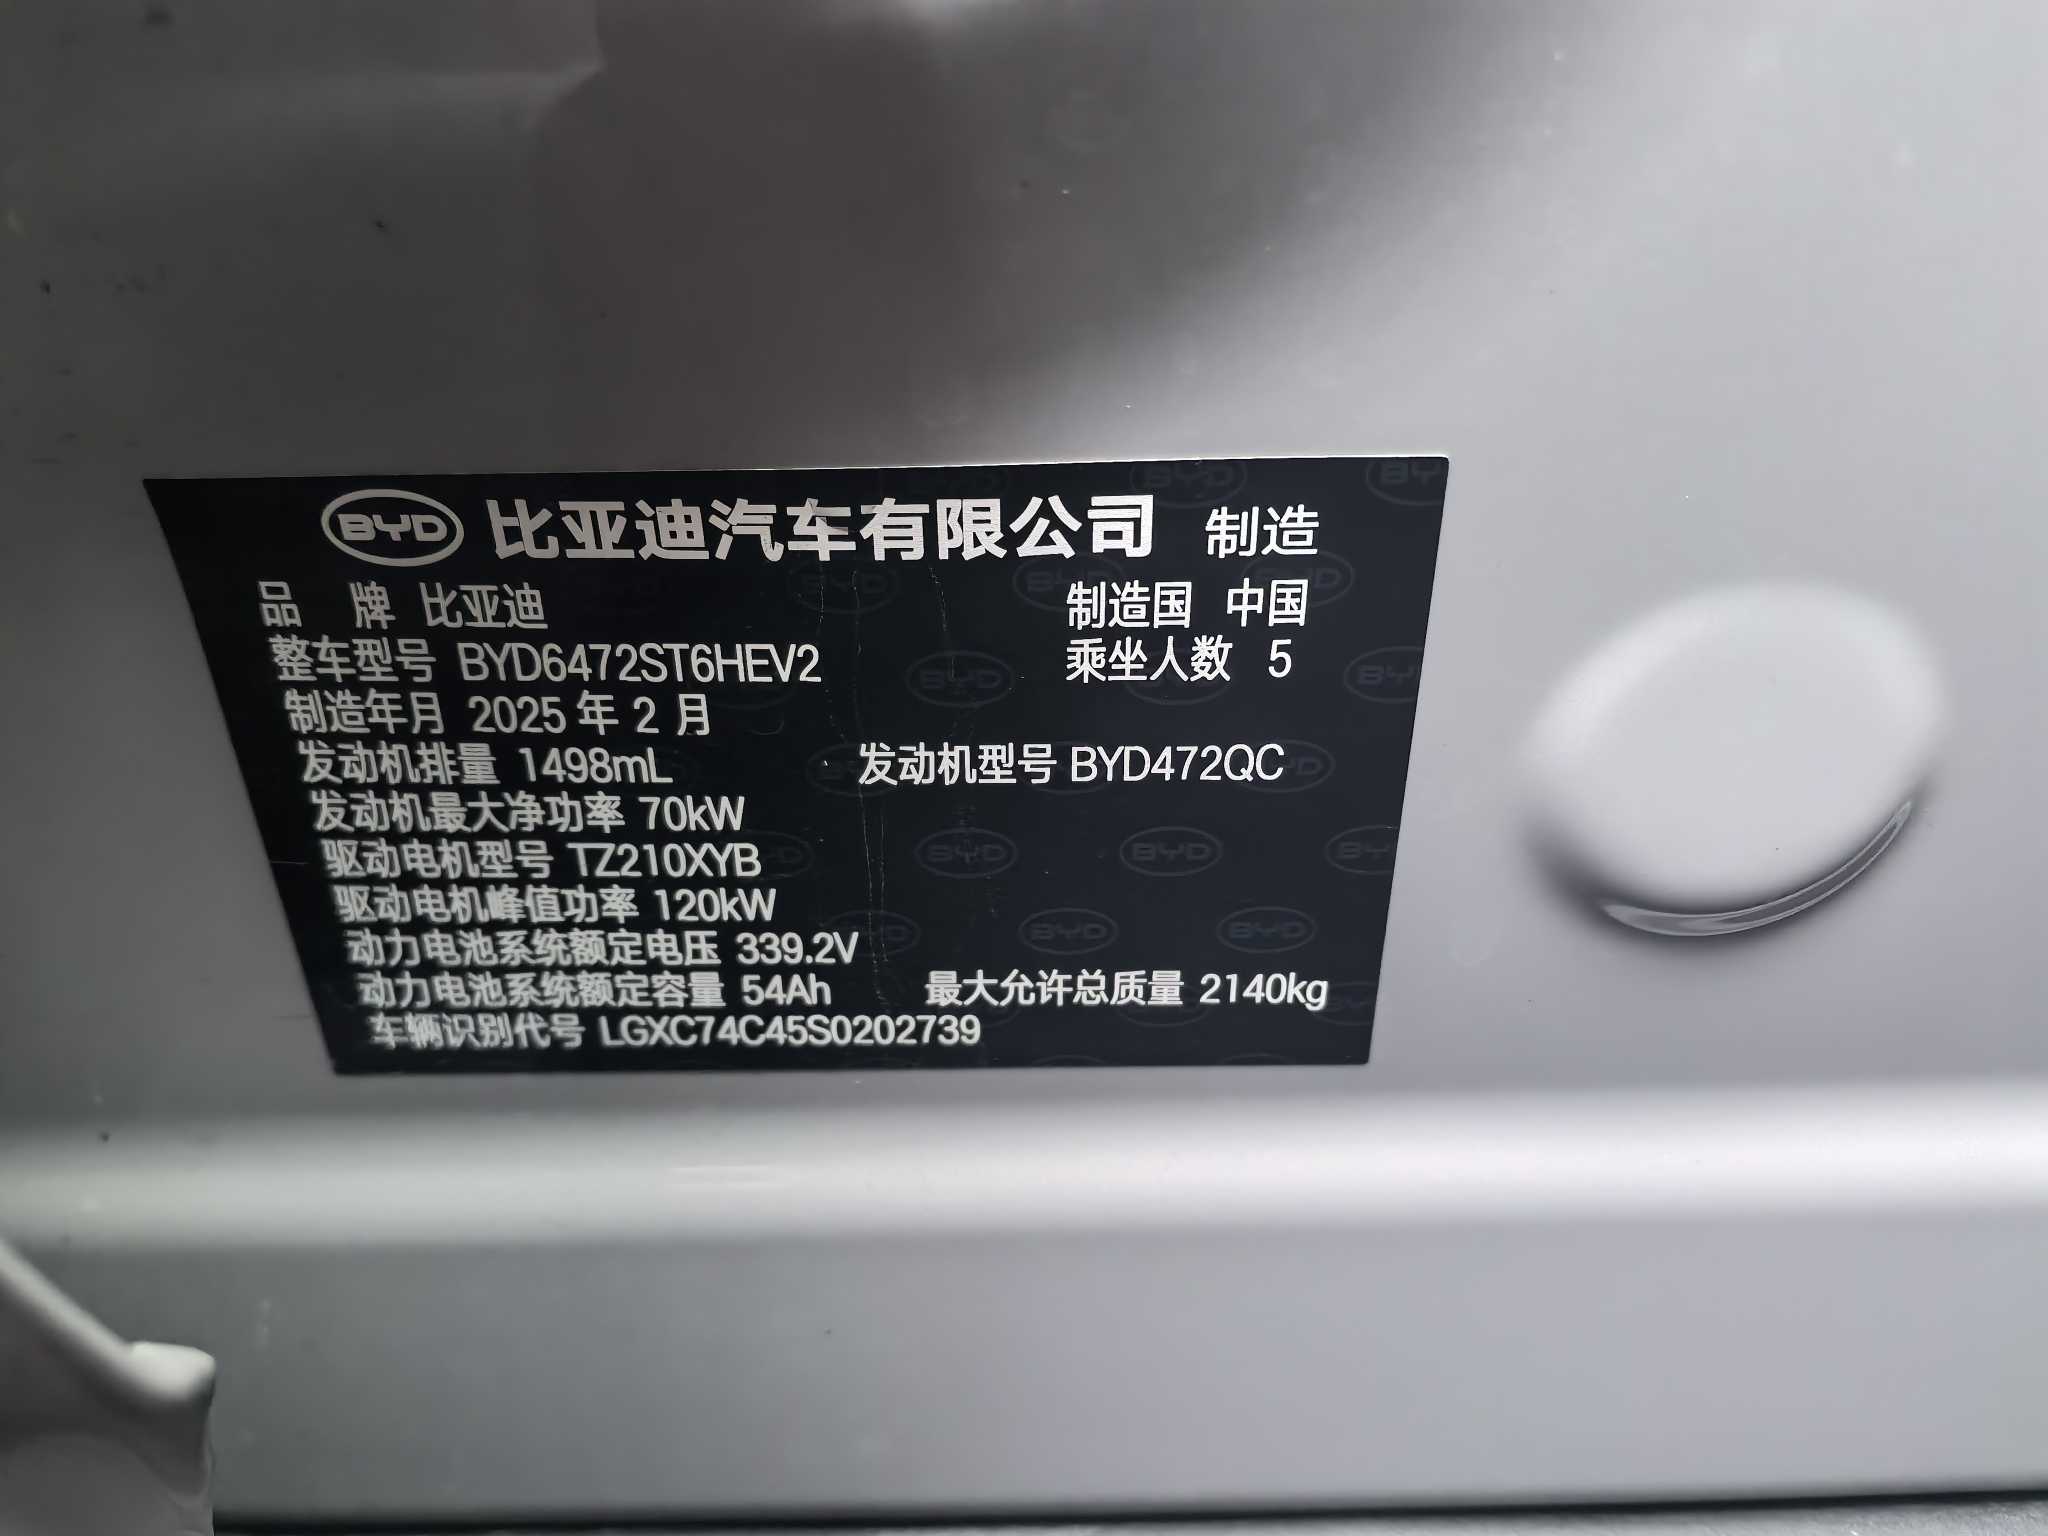 BYD 比亚迪汽车有限公司 制造
品 牌 比亚迪 制造国 中国
整车型号 BYD6472ST6HEV2 乘坐人数 5
制造年月 2025 年 2 月
发动机排量 1498mL 发动机型号 BYD472QC
发动机最大净功率 70kW
驱动电机型号 TZ210XYB
驱动电机峰值功率 120kW
动力电池系统额定电压 339.2V
动力电池系统额定容量 54Ah 最大允许总质量 2140kg
车辆识别代号 LGXC74C45S0202739